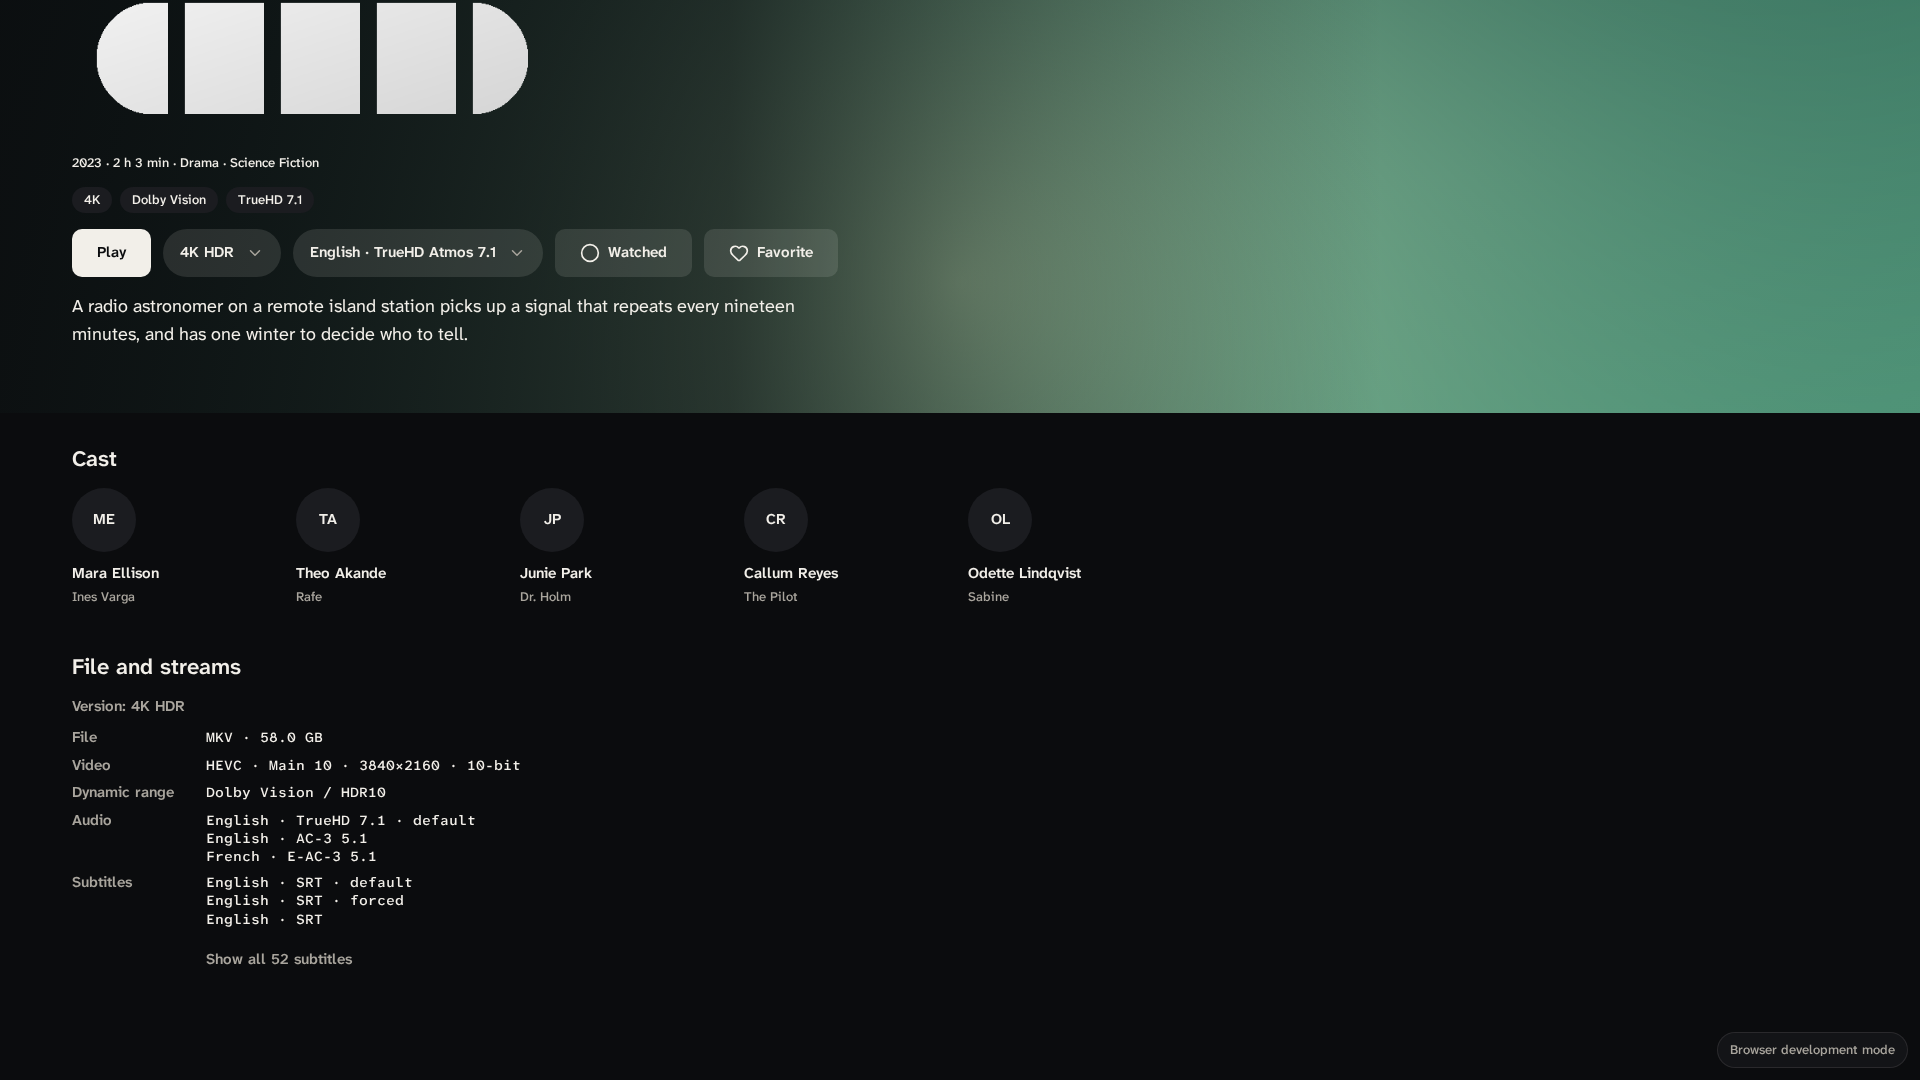 2023 · 2 h 3 min · Drama · Science Fiction
4K Dolby Vision TrueHD 7.1
Play 4K HDR English · TrueHD Atmos 7.1 Watched Favorite
A radio astronomer on a remote island station picks up a signal that repeats every nineteen
minutes, and has one winter to decide who to tell.
Cast
ME TA JP CR OL
Mara Ellison Theo Akande Junie Park Callum Reyes Odette Lindqvist
Ines Varga Rafe Dr. Holm The Pilot Sabine
File and streams
Version: 4K HDR
File MKV · 58.0 GB
Video HEVC · Main 10 · 3840×2160 · 10-bit
Dynamic range Dolby Vision / HDR10
Audio English · TrueHD 7.1 · default
English · AC-3 5.1
French · E-AC-3 5.1
Subtitles English · SRT · default
English · SRT · forced
English · SRT
Show all 52 subtitles
Browser development mode